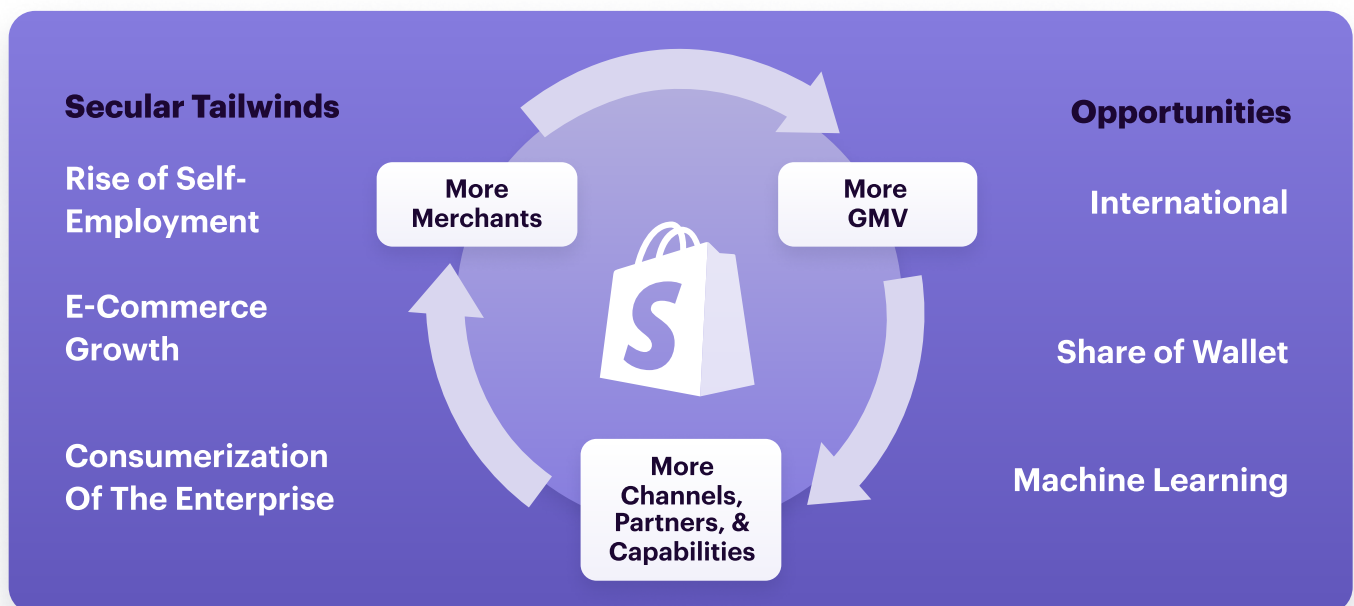 Secular Tailwinds
Rise of Self-
Employment
E-Commerce
Growth
Consumerization
Of The Enterprise
More
Merchants
More
GMV
S
More
Channels,
Partners, &
Capabilities
Opportunities
International
Share of Wallet
Machine Learning